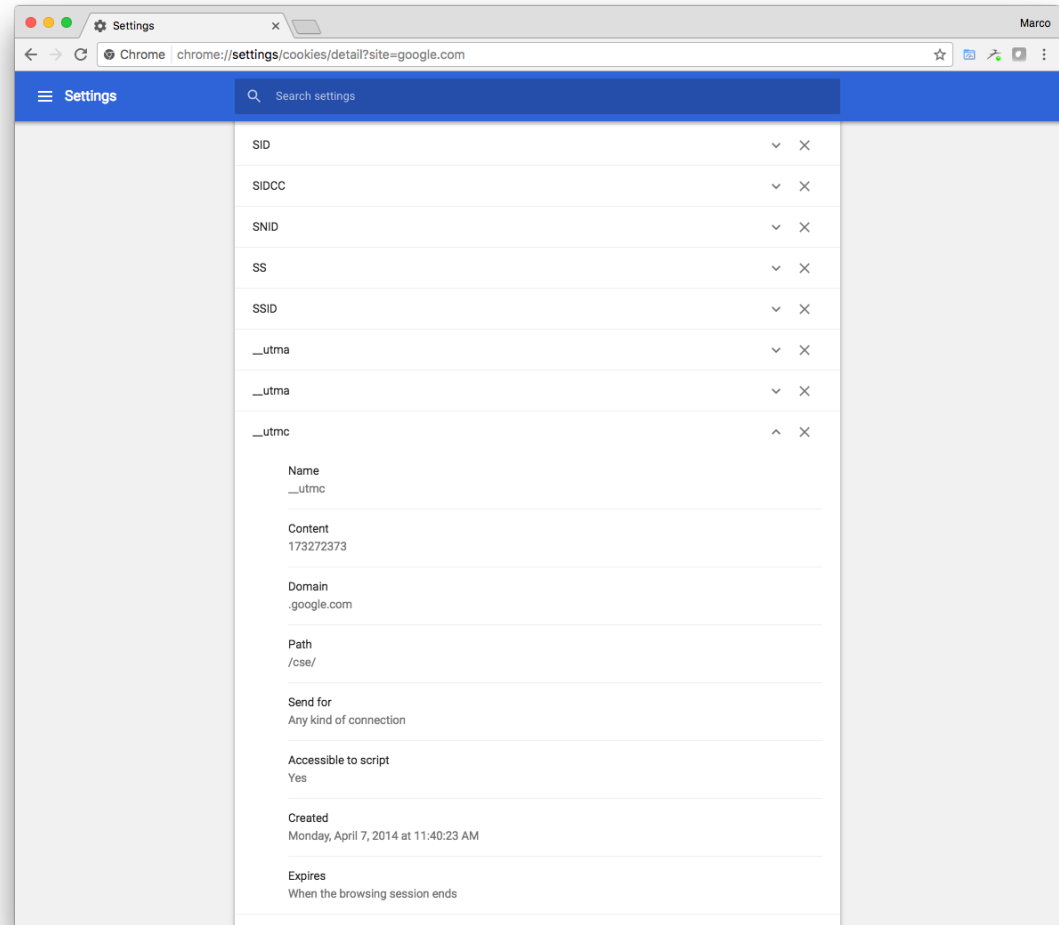 Settings
Marco
Chrome chrome://settings/cookies/detail?site=google.com
Settings
Search settings
SID
SIDCC
SNID
SS
SSID
__utma
__utma
__utmc
Name
__utmc
Content
173272373
Domain
.google.com
Path
/cse/
Send for
Any kind of connection
Accessible to script
Yes
Created
Monday, April 7, 2014 at 11:40:23 AM
Expires
When the browsing session ends